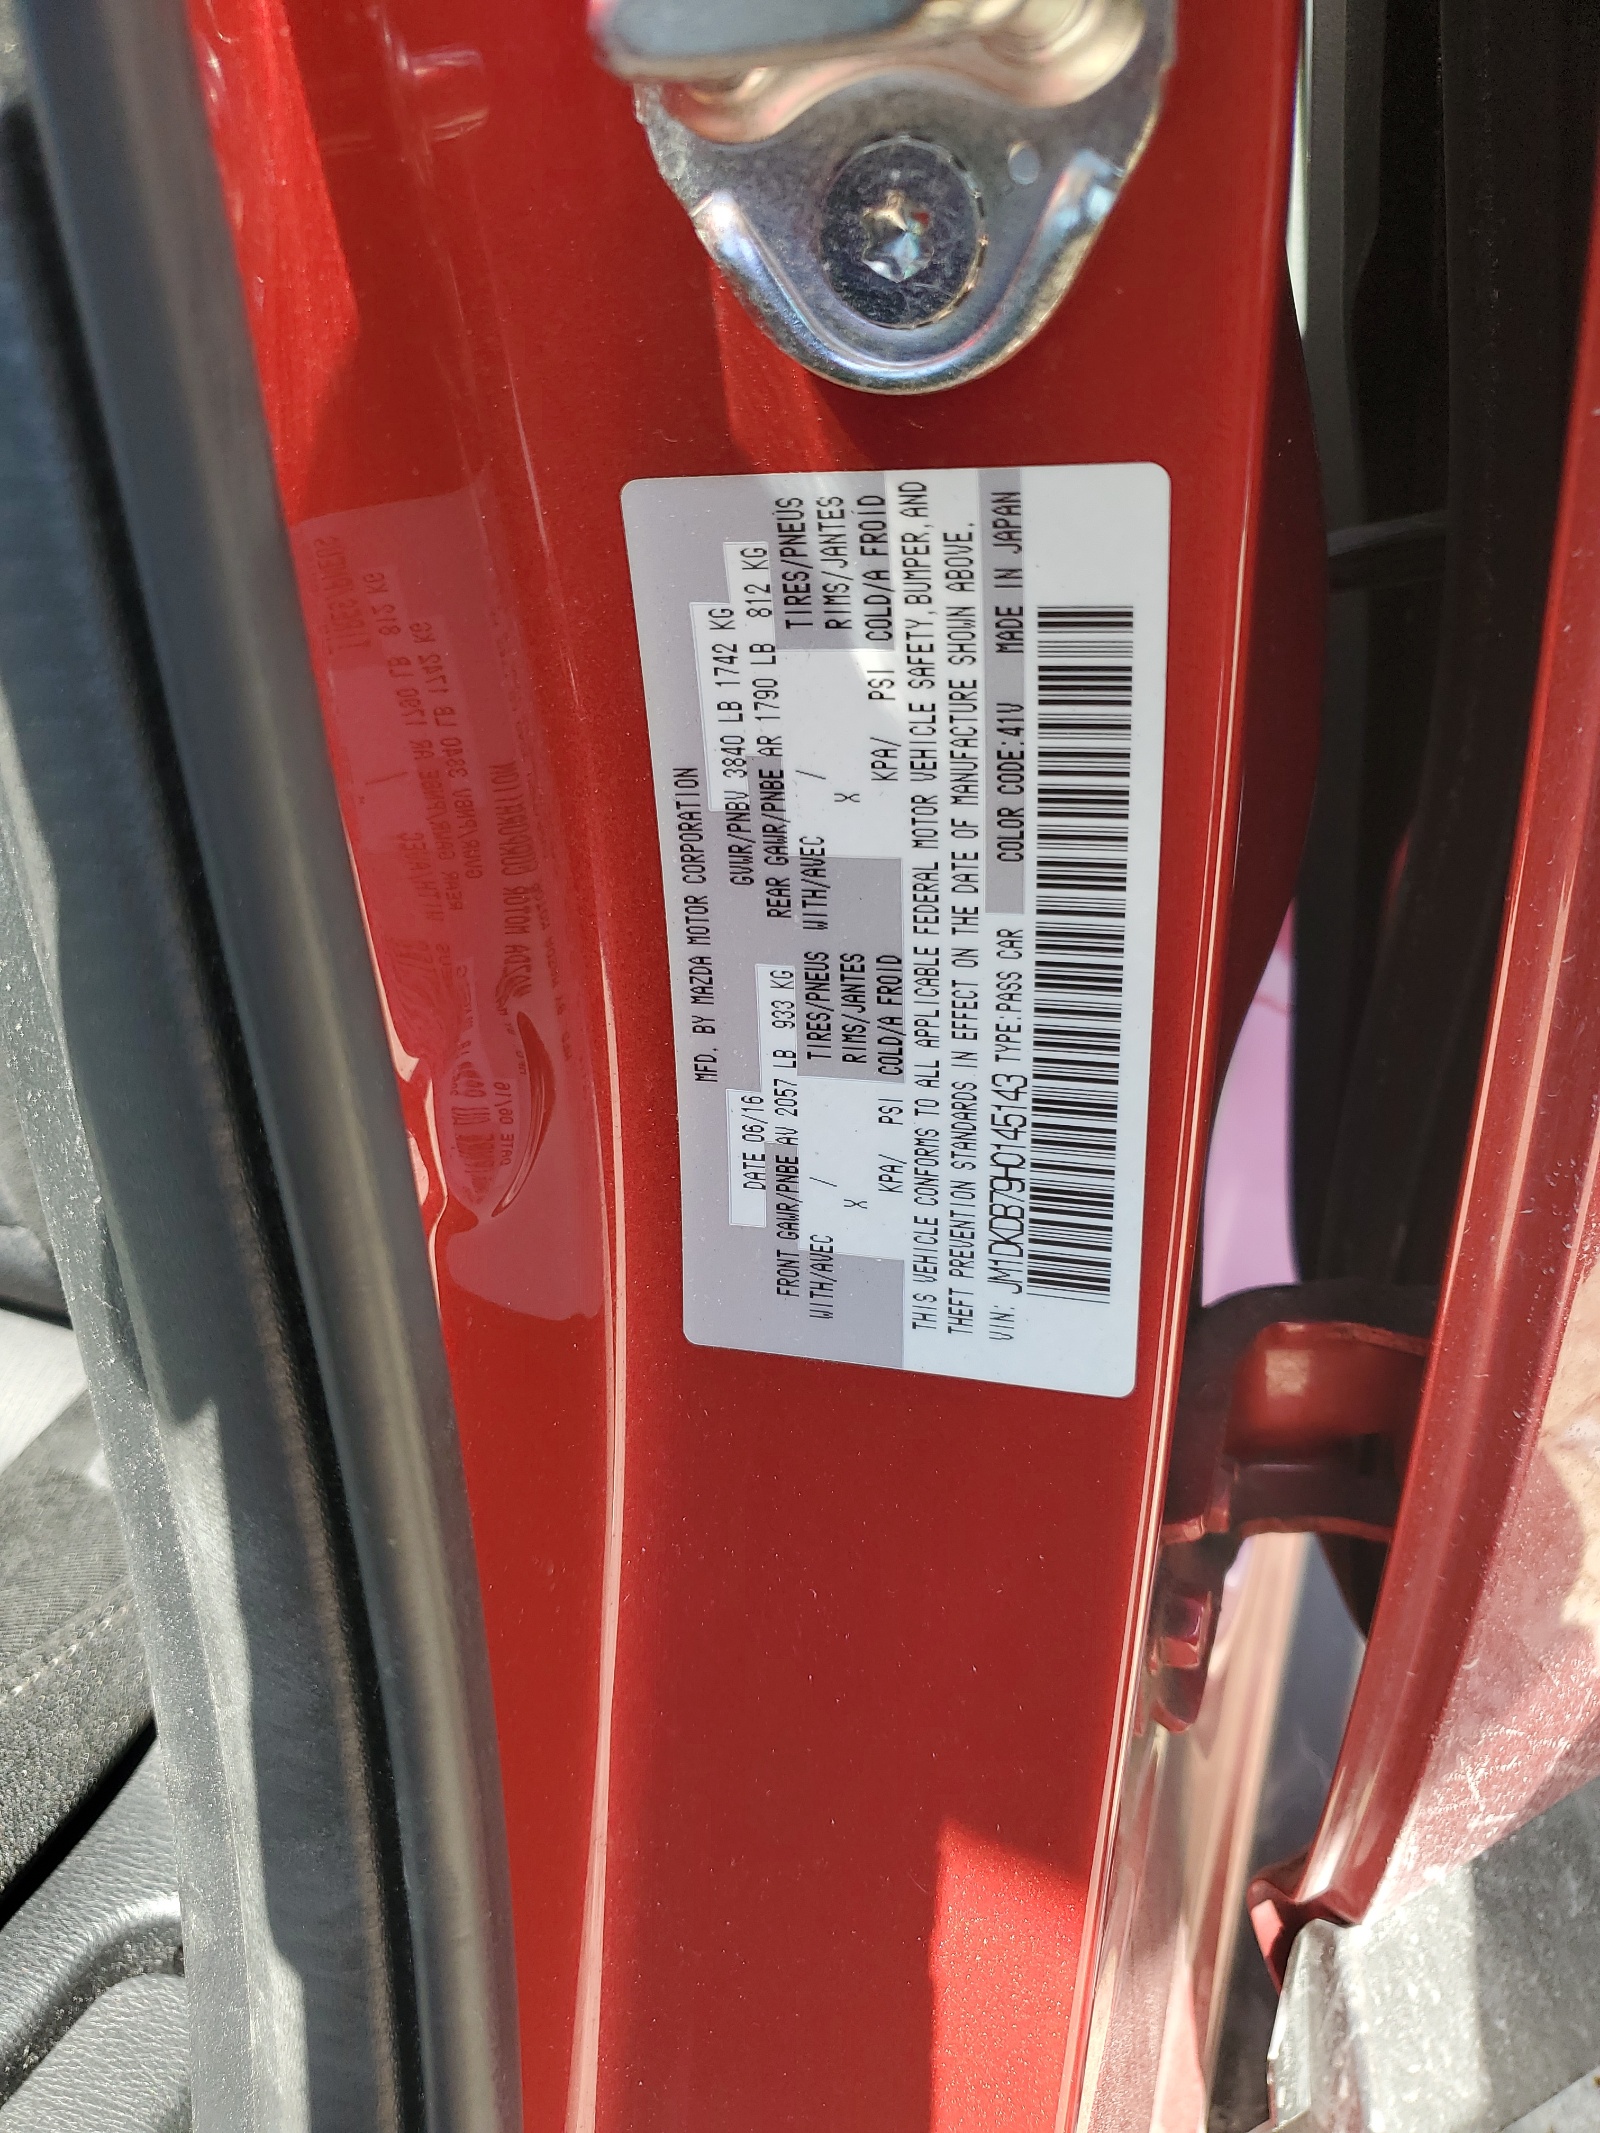 MFD. BY MAZDA MOTOR CORPORATION
DATE 06/16 GVWR/PNBV 3840 LB 1742 KG
FRONT GAWR/PNBE AV 2057 LB 933 KG REAR GAWR/PNBE AR 1790 LB 812 KG
WITH/AVEC / TIRES/PNEUS WITH/AVEC / TIRES/PNEUS
X RIMS/JANTES X RIMS/JANTES
KPA/ PSI COLD/A FROID KPA/ PSI COLD/A FROID
THIS VEHICLE CONFORMS TO ALL APPLICABLE FEDERAL MOTOR VEHICLE SAFETY, BUMPER, AND
THEFT PREVENTION STANDARDS IN EFFECT ON THE DATE OF MANUFACTURE SHOWN ABOVE.
VIN: JM1DKDB79H0145143 TYPE:PASS CAR COLOR CODE:41V MADE IN JAPAN